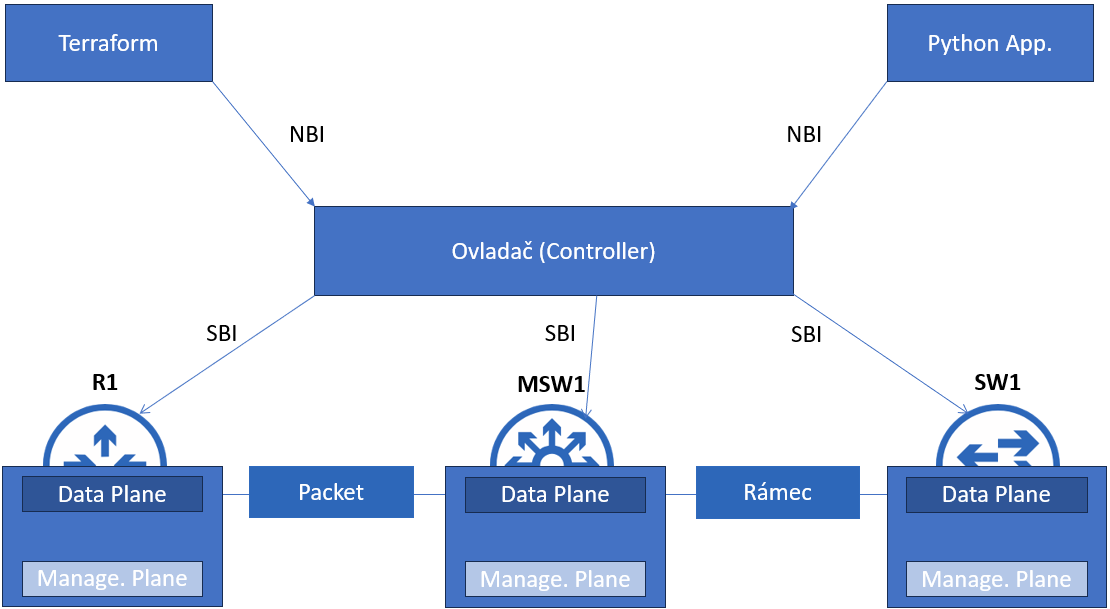 Terraform
Python App.
NBI
NBI
Ovladač (Controller)
SBI
SBI
SBI
R1
MSW1
SW1
Data Plane
Packet
Data Plane
Rámec
Data Plane
Manage. Plane
Manage. Plane
Manage. Plane